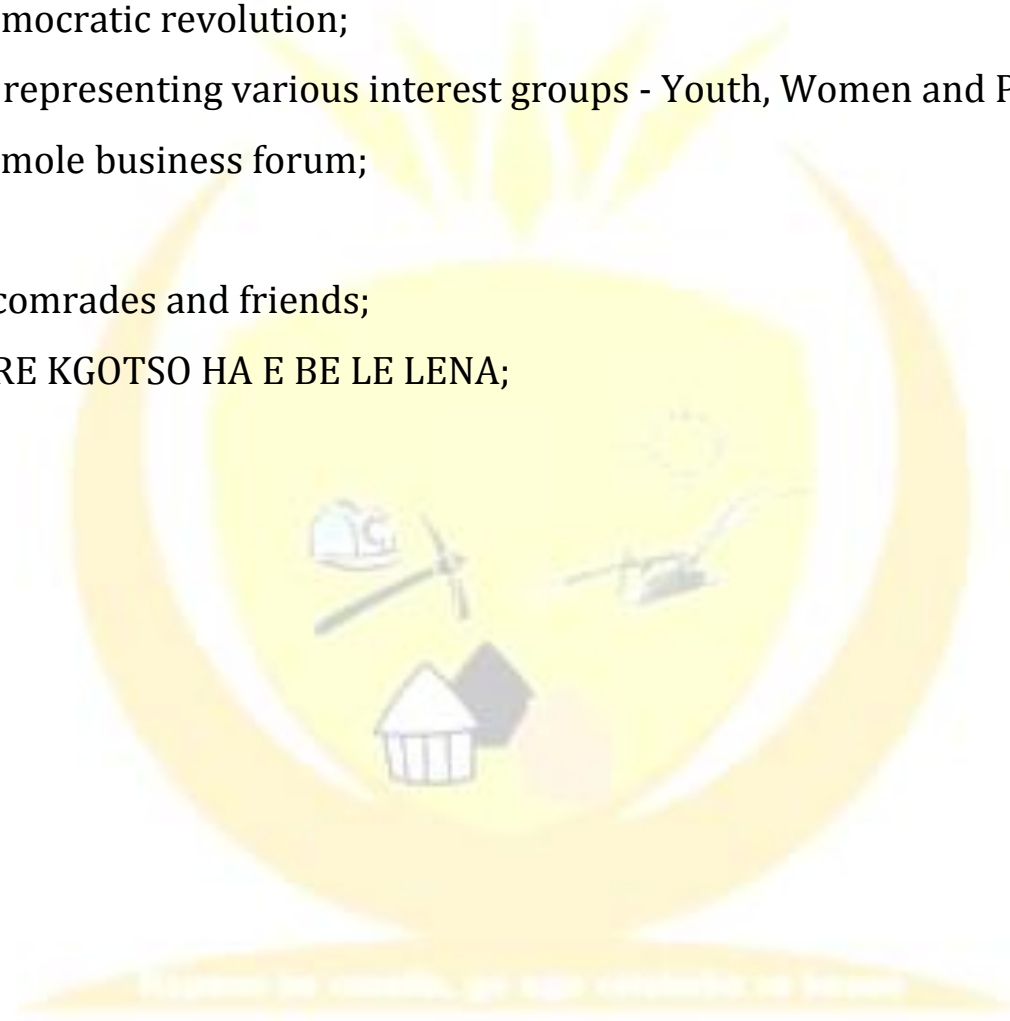 mocratic revolution;
representing various interest groups - Youth, Women and P
mole business forum;
comrades and friends;
RE KGOTSO HA E BE LE LENA;